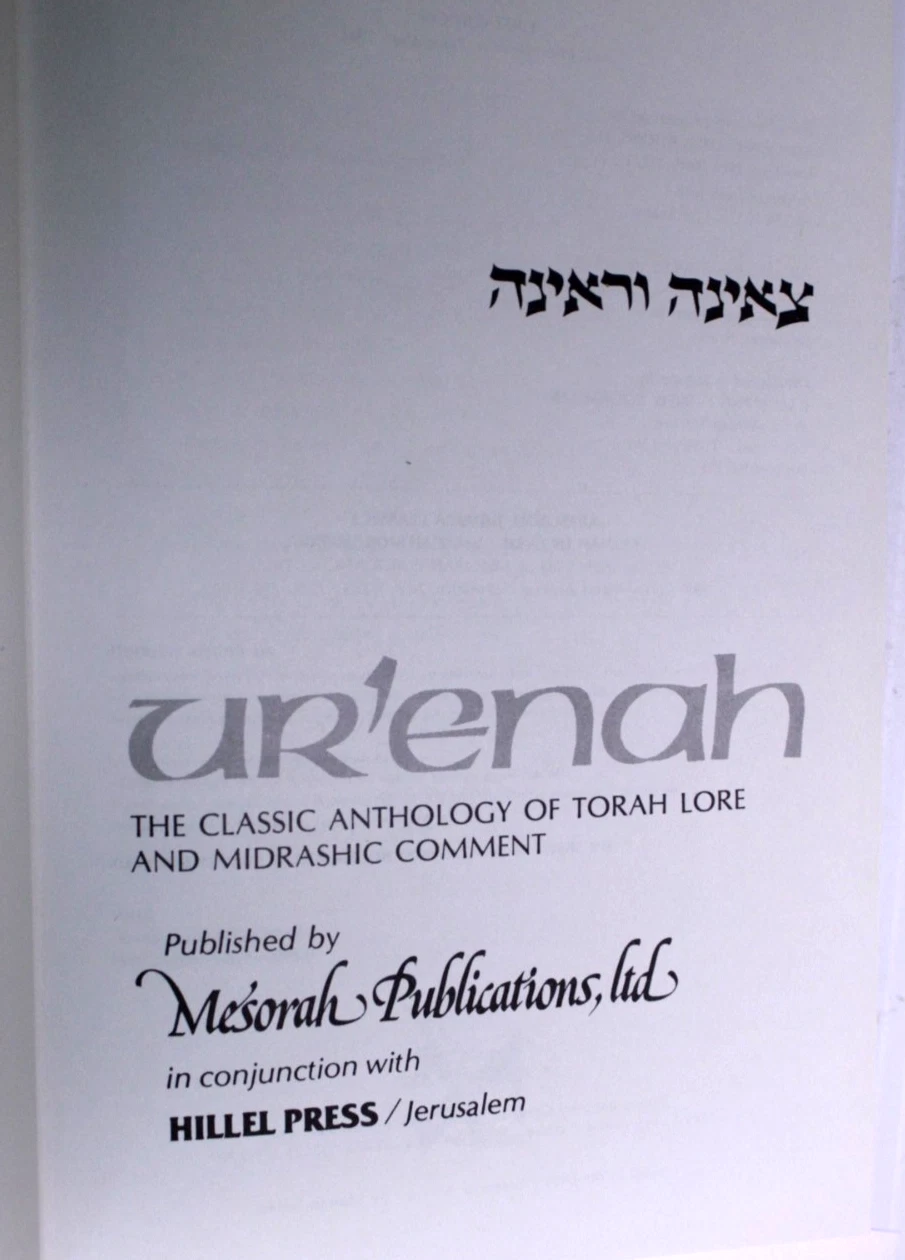 צאינה וראינה
ur'enah
THE CLASSIC ANTHOLOGY OF TORAH LORE
AND MIDRASHIC COMMENT
Published by
Mesorah Publications, ltd
in conjunction with
HILLEL PRESS / Jerusalem